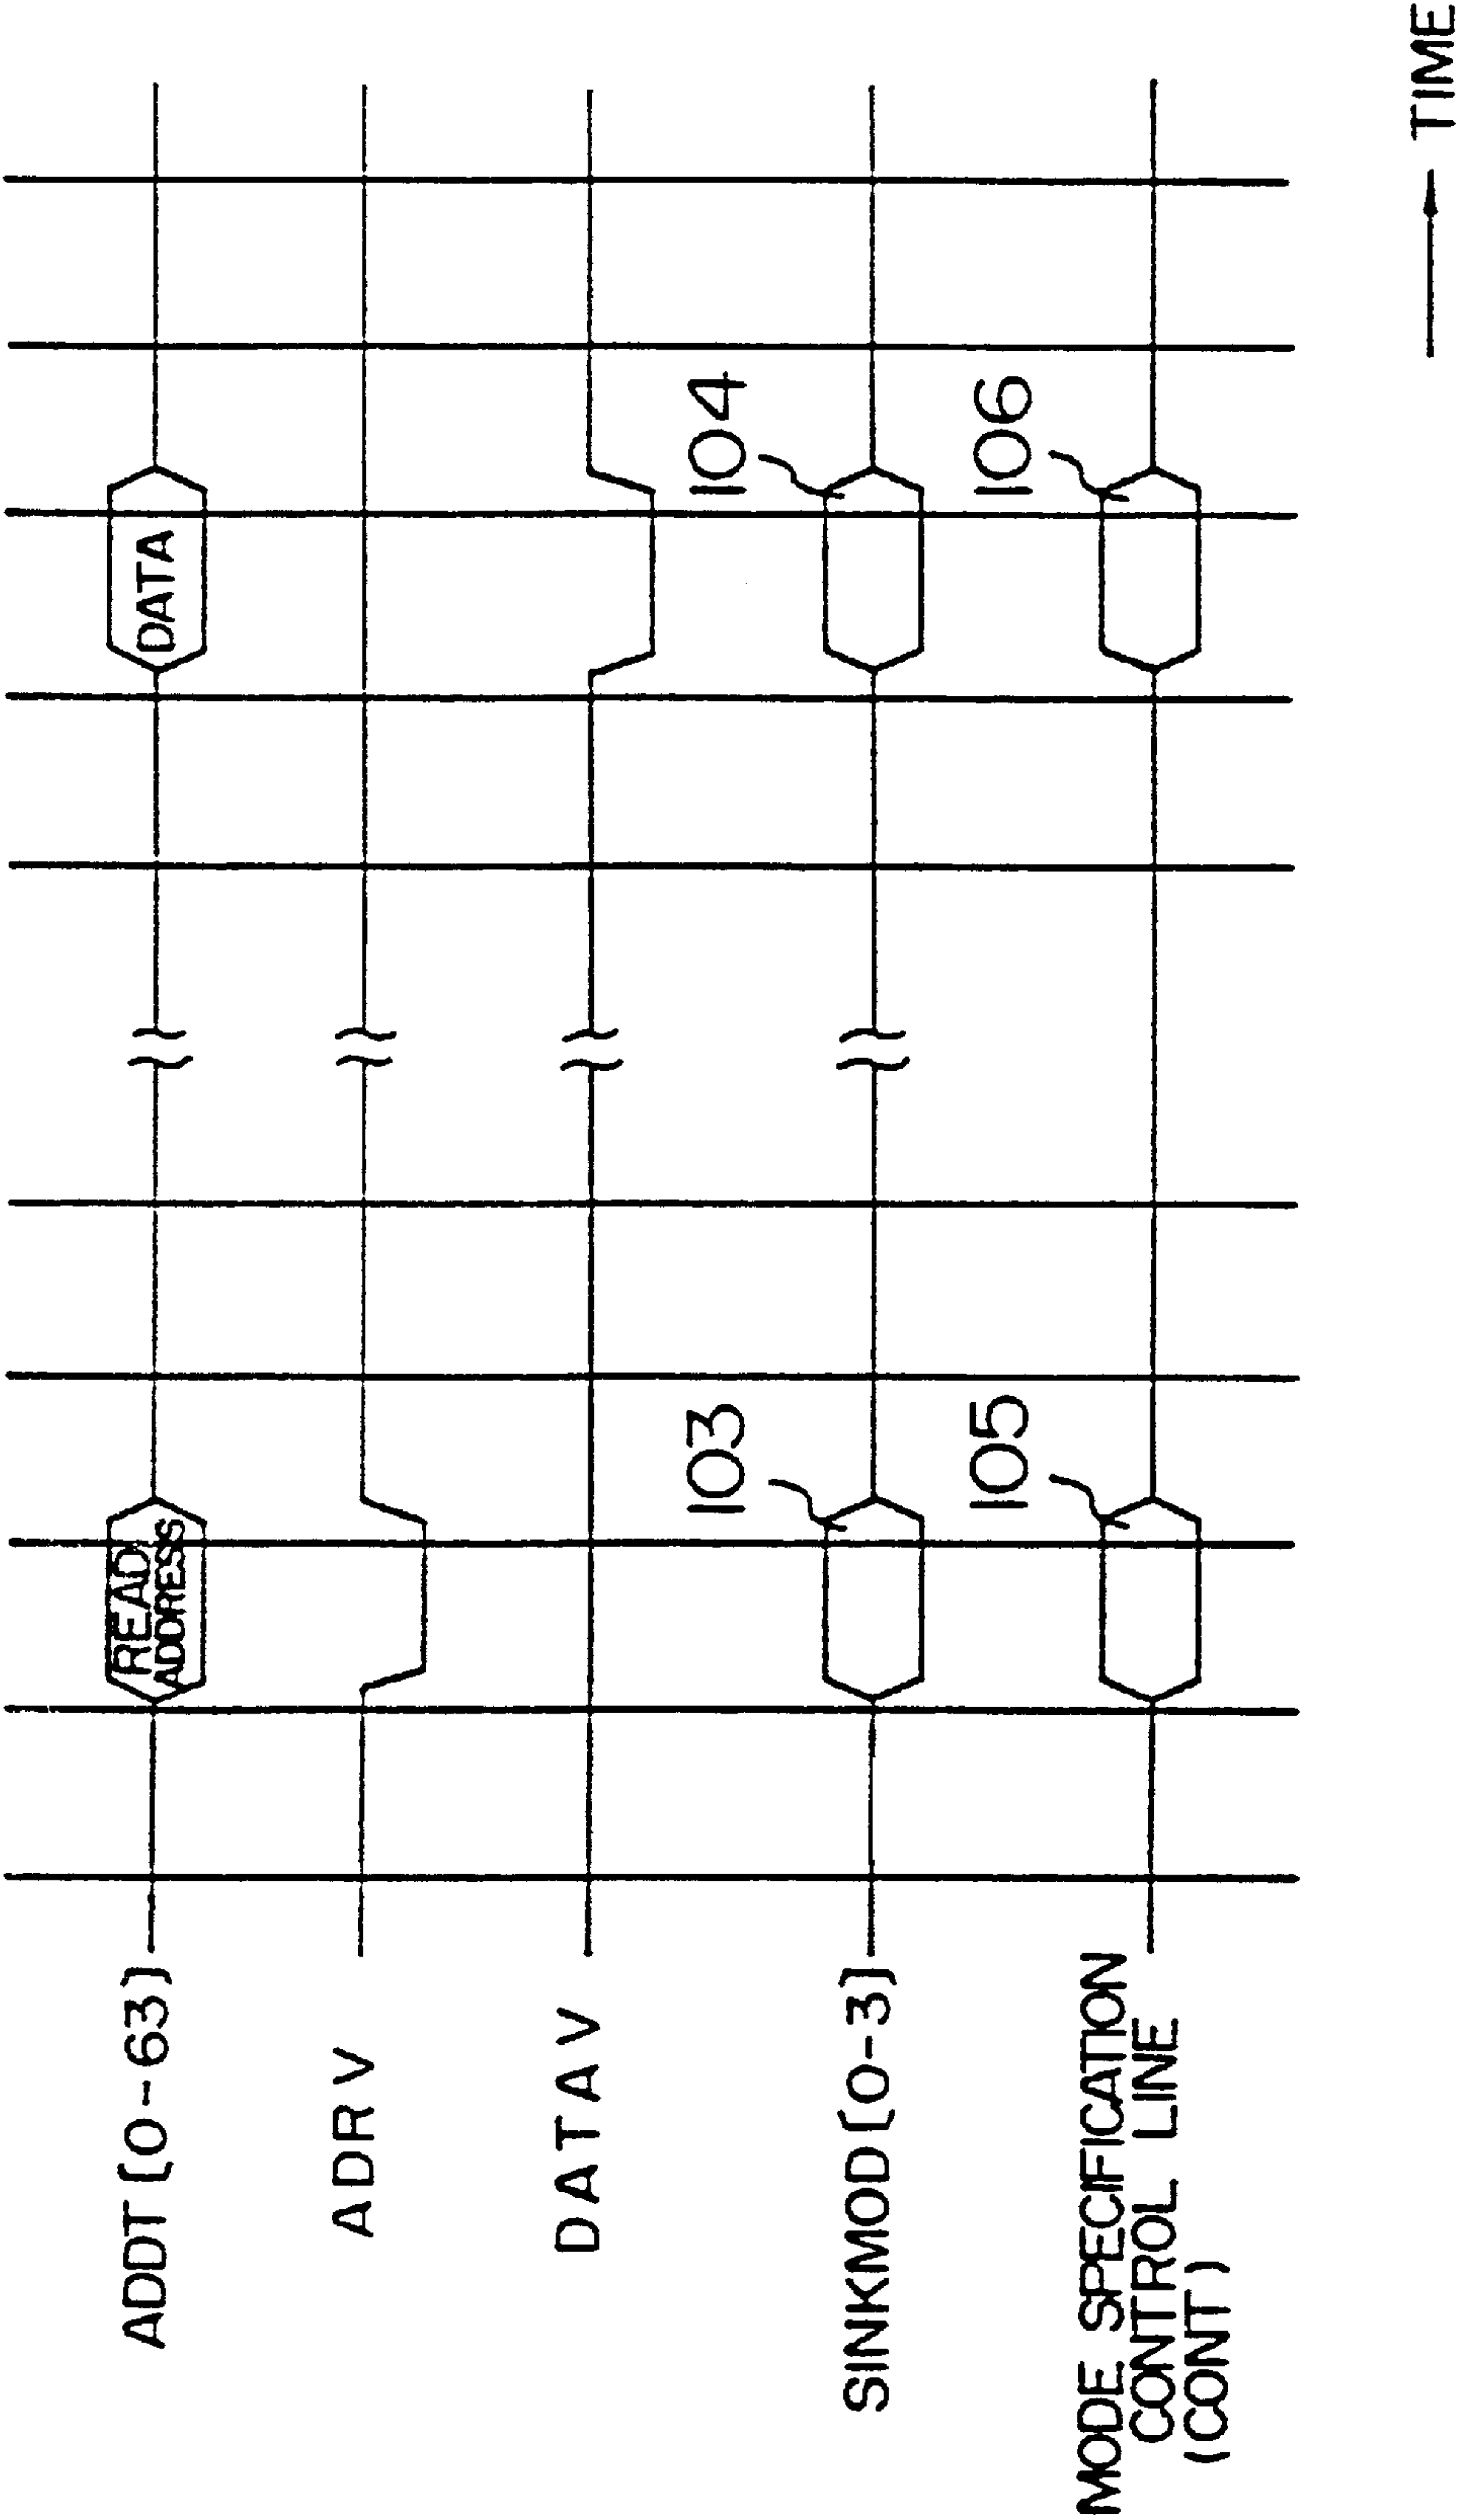 ADDT [0-63]
READ
ADDRESS
DATA
ADRV
DATAV
103
104
SINKMOD [0-3]
105
106
MODE SPECIFICATION
CONTROL LINE
(CONT)
TIME